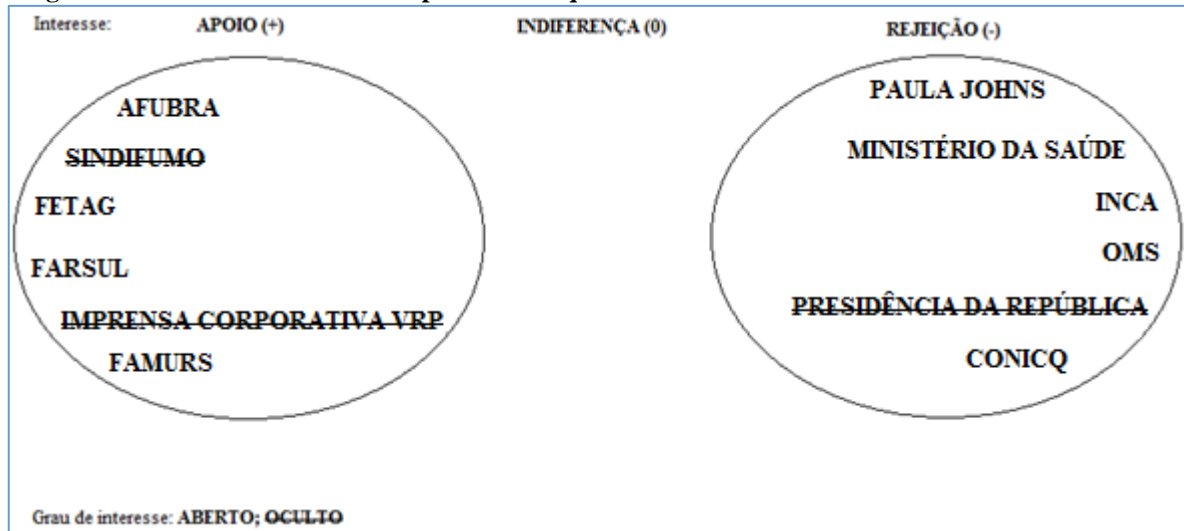 Interesse: APOIO (+) INDIFERENÇA (0) REJEIÇÃO (-)
AFUBRA
SINDIFUMO
FETAG
FARSUL
IMPRENSA CORPORATIVA VRP
FAMURS
PAULA JOHNS
MINISTÉRIO DA SAÚDE
INCA
OMS
PRESIDÊNCIA DA REPÚBLICA
CONICQ
Grau de interesse: ABERTO; OCULTO